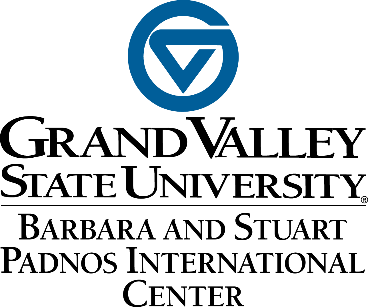 GRAND VALLEY
STATE UNIVERSITY®
BARBARA AND STUART
PADNOS INTERNATIONAL
CENTER